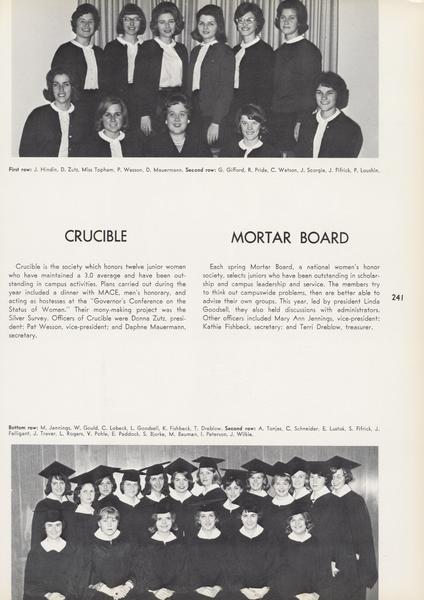 First row: J. Hindin, D. Zutz, Miss Topham, P. Wesson, D. Mauermann. Second row: G. Gifford, R. Pride, C. Watson, J. Scorgie, J. Fifrick, P. Laushin.
CRUCIBLE
Crucible is the society which honors twelve junior women
who have maintained a 3.0 average and have been out-
standing in campus activities. Plans carried out during the
year included a dinner with MACE, men's honorary, and
acting as hostesses at the "Governor's Conference on the
Status of Women." Their mony-making project was the
Silver Survey. Officers of Crucible were Donna Zutz, presi-
dent; Pat Wesson, vice-president; and Daphne Mauermann,
secretary.
MORTAR BOARD
Each spring Mortar Board, a national women's honor
society, selects juniors who have been outstanding in scholar-
ship and campus leadership and service. The members try
to think out campuswide problems, then are better able to
advise their own groups. This year, led by president Linda
Goodsell, they also held discussions with administrators.
Other officers included Mary Ann Jennings, vice-president;
Kathie Fishbeck, secretary; and Terri Dreblow, treasurer.
241
Bottom row: M. Jennings, W. Gould, C. Lobeck, L. Goodsell, K. Fishbeck, T. Dreblow. Second row: A. Tanjes, C. Schneider, E. Lustok, S. Fifrick, J.
Falligant, J. Traver, L. Rogers, V. Pohle, E. Paddock, S. Bjorke, M. Bauman, I. Peterson, J. Wilkie.